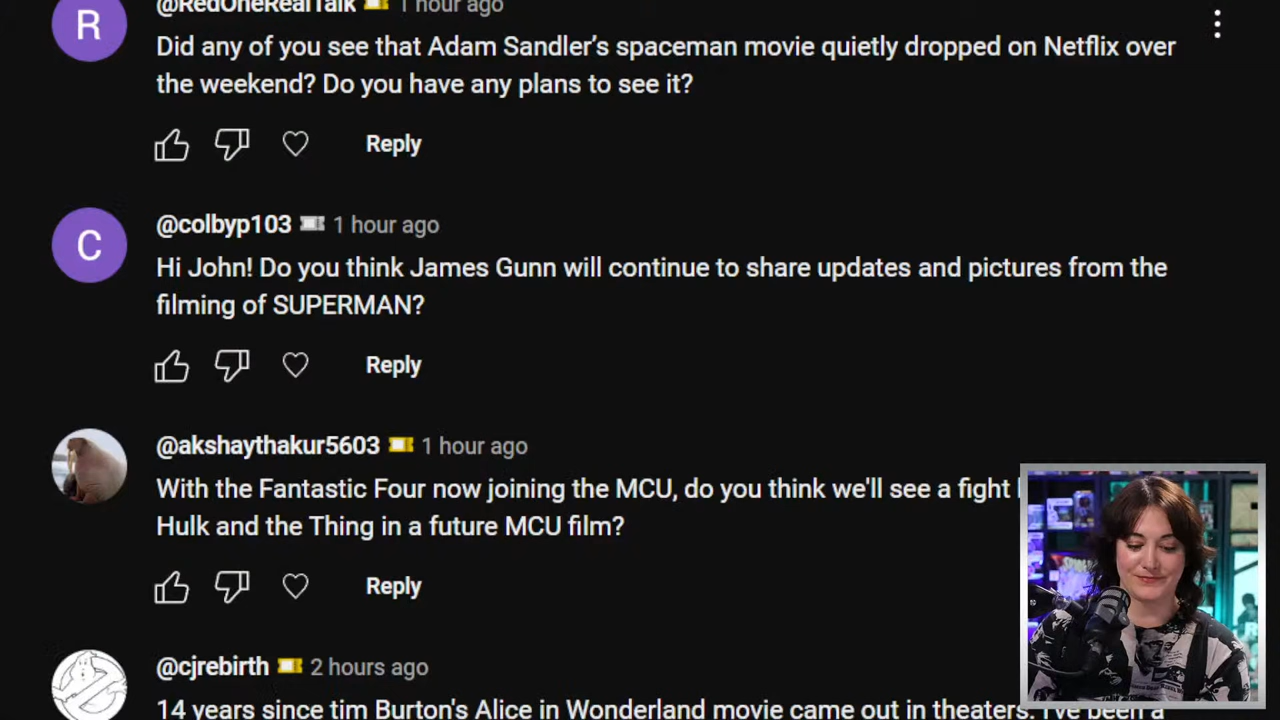 @RedOneRealTalk 1 hour ago
Did any of you see that Adam Sandler's spaceman movie quietly dropped on Netflix over
the weekend? Do you have any plans to see it?
Reply
@colbyp103 1 hour ago
Hi John! Do you think James Gunn will continue to share updates and pictures from the
filming of SUPERMAN?
Reply
@akshaythakur5603 1 hour ago
With the Fantastic Four now joining the MCU, do you think we'll see a fight
Hulk and the Thing in a future MCU film?
Reply
@cjrebirth 2 hours ago
14 years since tim Burton's Alice in Wonderland movie came out in theaters. I've been a
R
C